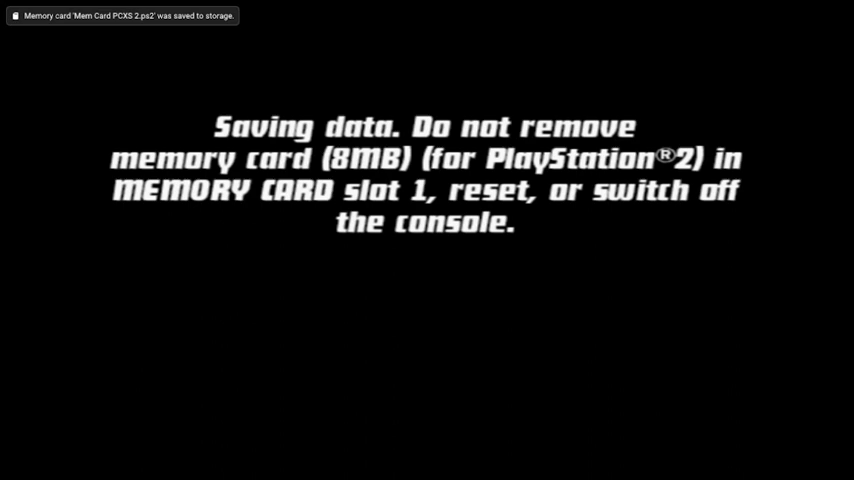 Memory card 'Mem Card PCXS 2.ps2' was saved to storage.
Saving data. Do not remove
memory card (8MB) (for PlayStation®2) in
MEMORY CARD slot 1, reset, or switch off
the console.